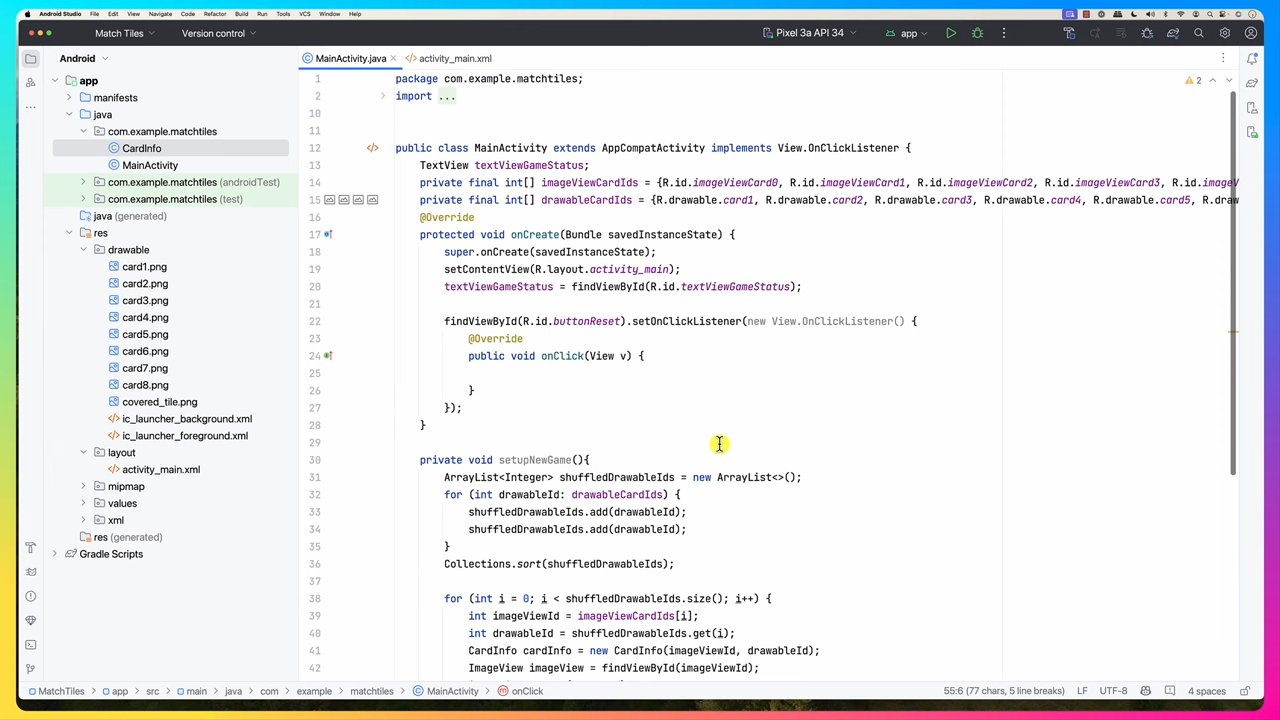 Android Studio File Edit View Navigate Code Refactor Build Run Tools VCS Window Help
Match Tiles Version control Pixel 3a API 34 app
Android MainActivity.java activity_main.xml
app
manifests
java
com.example.matchtiles
CardInfo
MainActivity
com.example.matchtiles (androidTest)
com.example.matchtiles (test)
java (generated)
res
drawable
card1.png
card2.png
card3.png
card4.png
card5.png
card6.png
card7.png
card8.png
covered_tile.png
ic_launcher_background.xml
ic_launcher_foreground.xml
layout
activity_main.xml
mipmap
values
xml
res (generated)
Gradle Scripts
2
1 package com.example.matchtiles;
2 import ...
10
11
12 public class MainActivity extends AppCompatActivity implements View.OnClickListener {
13 TextView textViewGameStatus;
14 private final int[] imageViewCardIds = {R.id.imageViewCard0, R.id.imageViewCard1, R.id.imageViewCard2, R.id.imageViewCard3, R.id.imageV
15 private final int[] drawableCardIds = {R.drawable.card1, R.drawable.card2, R.drawable.card3, R.drawable.card4, R.drawable.card5, R.draw
16 @Override
17 protected void onCreate(Bundle savedInstanceState) {
18 super.onCreate(savedInstanceState);
19 setContentView(R.layout.activity_main);
20 textViewGameStatus = findViewById(R.id.textViewGameStatus);
21
22 findViewById(R.id.buttonReset).setOnClickListener(new View.OnClickListener() {
23 @Override
24 public void onClick(View v) {
25
26 }
27 });
28 }
29
30 private void setupNewGame(){
31 ArrayList<Integer> shuffledDrawableIds = new ArrayList<>();
32 for (int drawableId: drawableCardIds) {
33 shuffledDrawableIds.add(drawableId);
34 shuffledDrawableIds.add(drawableId);
35 }
36 Collections.sort(shuffledDrawableIds);
37
38 for (int i = 0; i < shuffledDrawableIds.size(); i++) {
39 int imageViewId = imageViewCardIds[i];
40 int drawableId = shuffledDrawableIds.get(i);
41 CardInfo cardInfo = new CardInfo(imageViewId, drawableId);
42 ImageView imageView = findViewById(imageViewId);
MatchTiles app src main java com example matchtiles MainActivity onClick 55:6 (77 chars, 5 line breaks) LF UTF-8 4 spaces